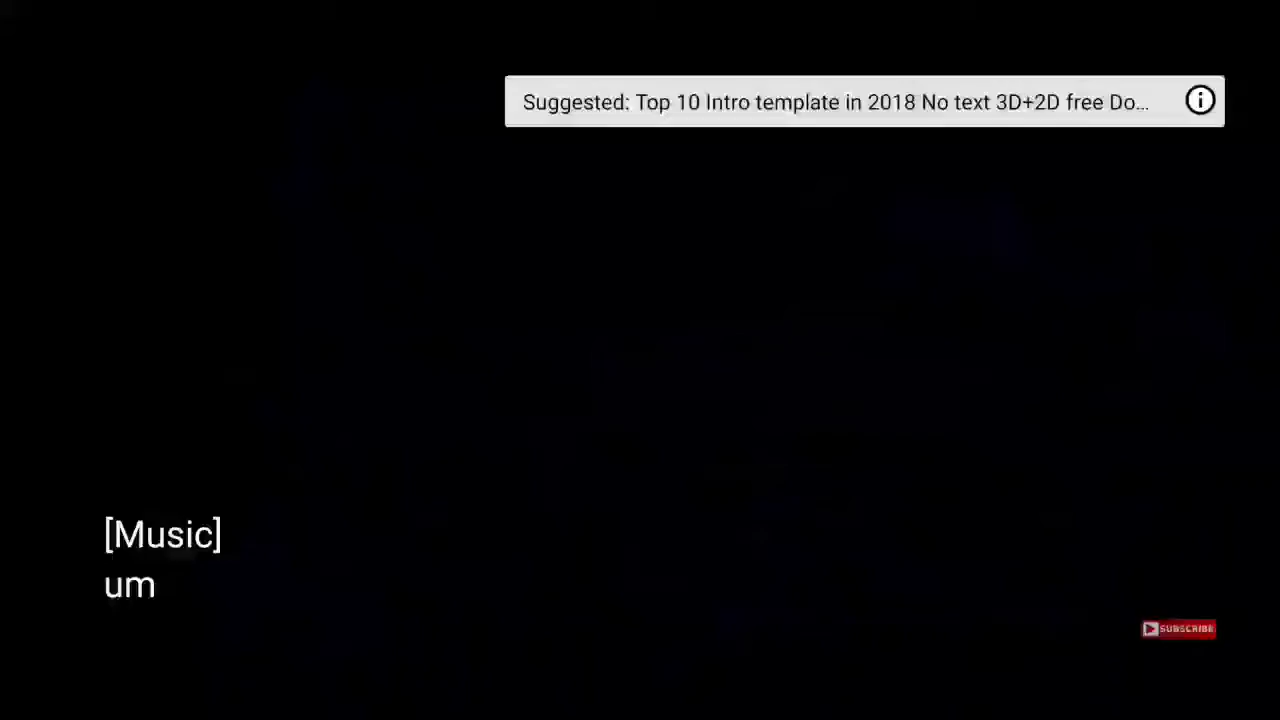 Suggested: Top 10 Intro template in 2018 No text 3D+2D free Do...
[Music]
um
SUBSCRIBE